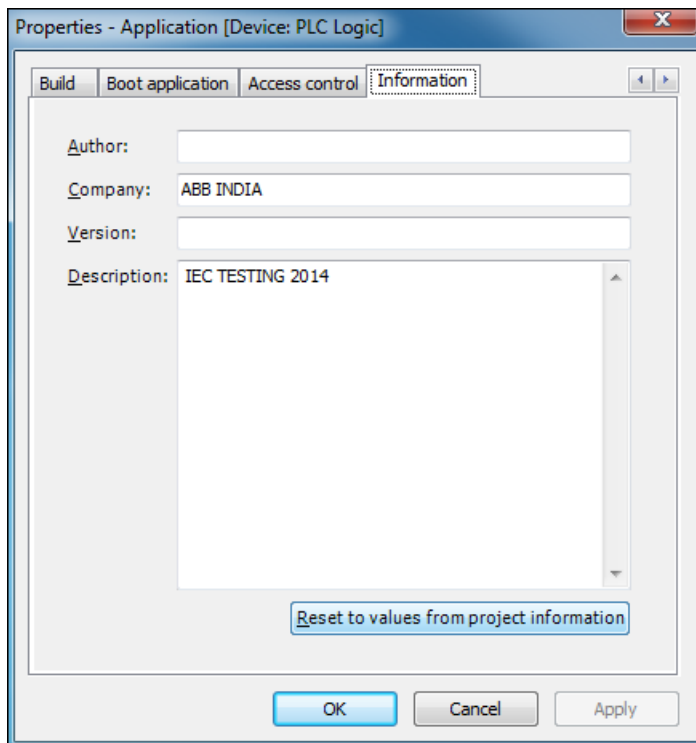 Properties - Application [Device: PLC Logic]
Build Boot application Access control Information
Author:
Company: ABB INDIA
Version:
Description: IEC TESTING 2014
Reset to values from project information
OK Cancel Apply